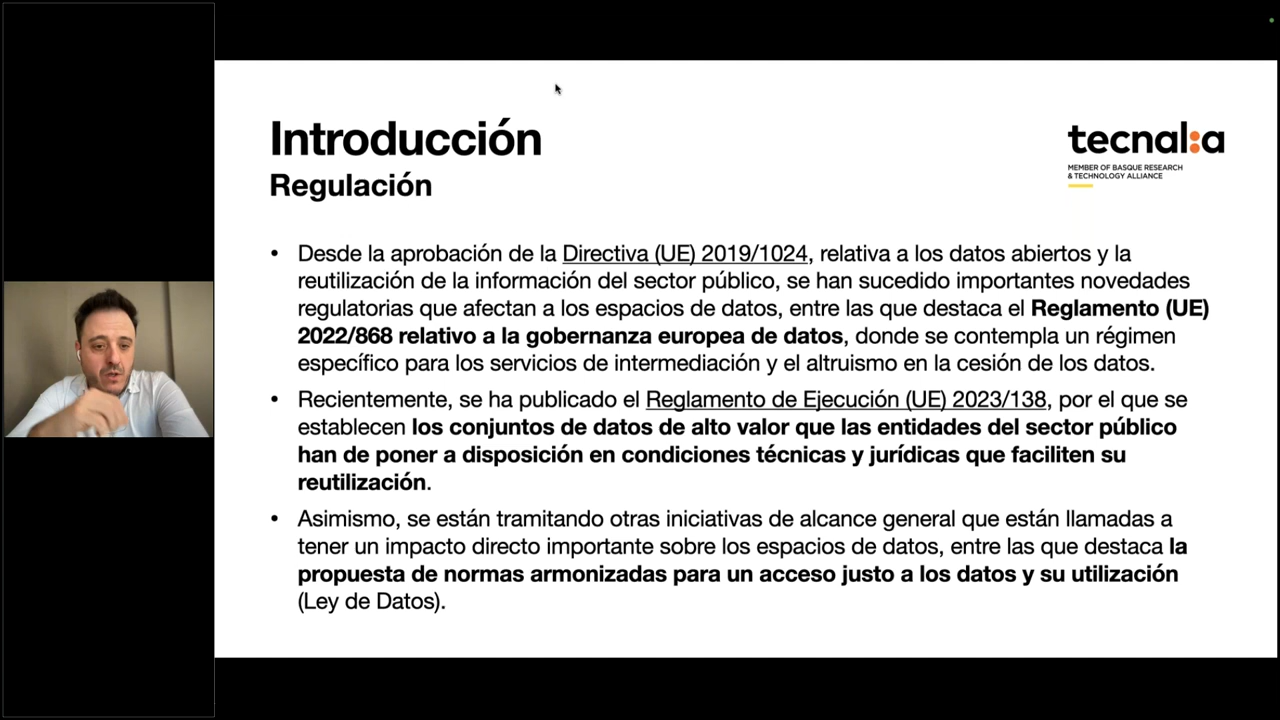 Introducción
Regulación
tecnal:a
MEMBER OF BASQUE RESEARCH
& TECHNOLOGY ALLIANCE
• Desde la aprobación de la Directiva (UE) 2019/1024, relativa a los datos abiertos y la
reutilización de la información del sector público, se han sucedido importantes novedades
regulatorias que afectan a los espacios de datos, entre las que destaca el Reglamento (UE)
2022/868 relativo a la gobernanza europea de datos, donde se contempla un régimen
específico para los servicios de intermediación y el altruismo en la cesión de los datos.
• Recientemente, se ha publicado el Reglamento de Ejecución (UE) 2023/138, por el que se
establecen los conjuntos de datos de alto valor que las entidades del sector público
han de poner a disposición en condiciones técnicas y jurídicas que faciliten su
reutilización.
• Asimismo, se están tramitando otras iniciativas de alcance general que están llamadas a
tener un impacto directo importante sobre los espacios de datos, entre las que destaca la
propuesta de normas armonizadas para un acceso justo a los datos y su utilización
(Ley de Datos).